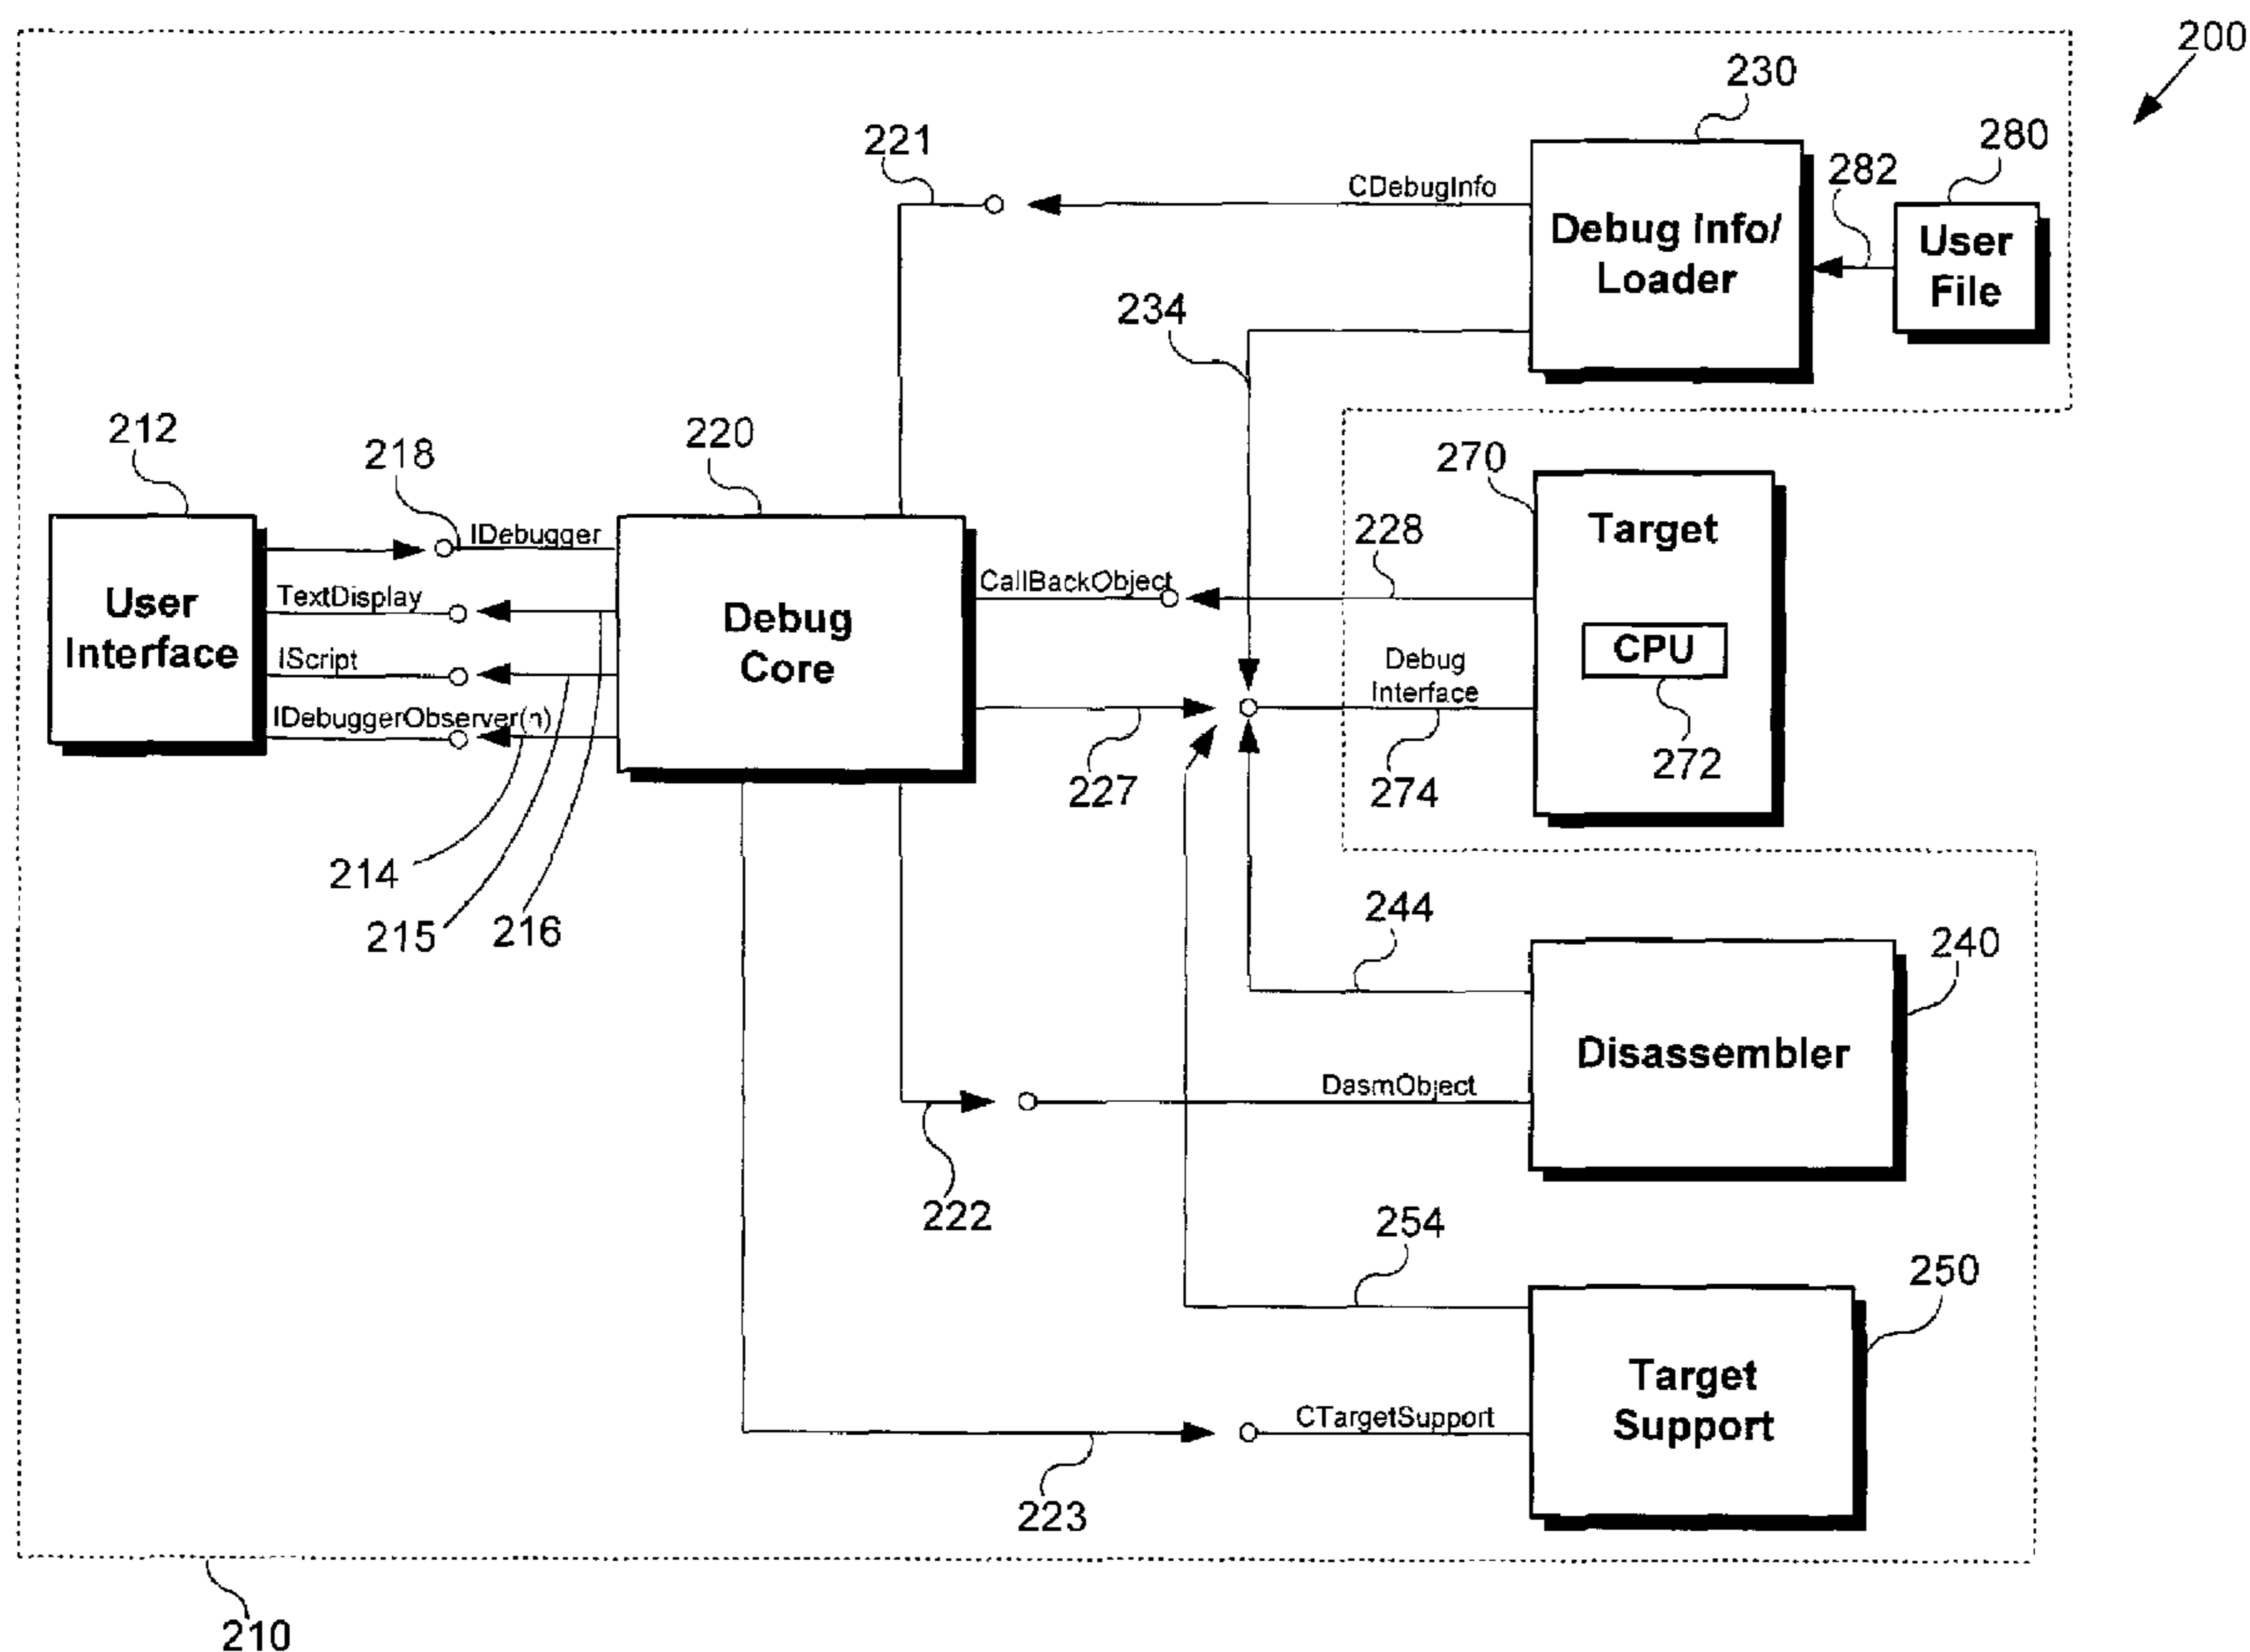 200
230
280
221
282
CDebugInfo
Debug Info/
Loader
User
File
234
212
218
220
270
IDebugger
228
Target
TextDisplay
CallBackObject
User
Interface
Debug
Core
CPU
IScript
Debug
Interface
IDebuggerObserver(n)
272
227
274
214
215
216
244
240
Disassembler
DasmObject
222
254
250
Target
Support
CTargetSupport
223
210